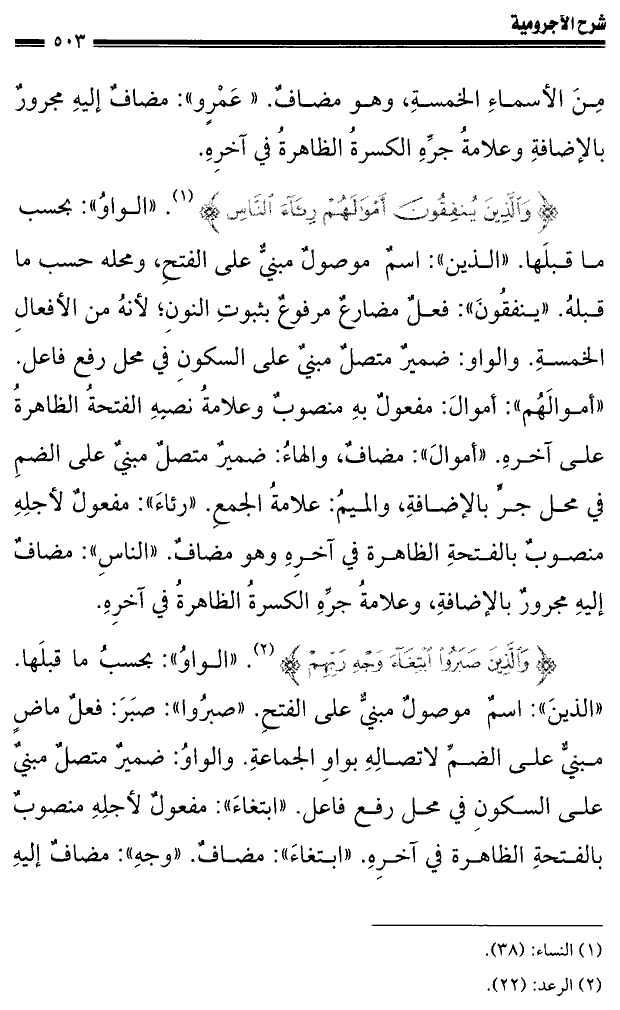 شرح الآجرومية
٥٠٣
مِنَ الأسماءِ الخمسةِ، وهو مضافٌ. «عَمْرٍو»: مضافٌ إليهِ مجرورٌ
بالإضافةِ وعلامةُ جرِّهِ الكسرةُ الظاهرةُ في آخرِهِ.
﴿ وَالَّذِينَ يُنفِقُونَ أَمْوَالَهُمْ رِئَاءَ النَّاسِ ﴾(١). «الواوُ»: بحسب
ما قبلَها. «الذين»: اسمٌ موصولٌ مبنيٌّ على الفتحِ، ومحله حسب ما
قبلهُ. «ينفقُونَ»: فعلٌ مضارعٌ مرفوعٌ بثبوتِ النونِ؛ لأنهُ من الأفعالِ
الخمسةِ. والواو: ضميرٌ متصلٌ مبنيٌّ على السكونِ في محل رفع فاعل.
«أموالَهُم»: أموالَ: مفعولٌ بهِ منصوبٌ وعلامةُ نصبِهِ الفتحةُ الظاهرةُ
على آخرِهِ. «أموالَ»: مضافٌ، والهاءُ: ضميرٌ متصلٌ مبنيٌ على الضمِ
في محل جرٍّ بالإضافةِ، والميمُ: علامةُ الجمعِ. «رئاءَ»: مفعولٌ لأجلِهِ
منصوبٌ بالفتحةِ الظاهرة في آخرِهِ وهو مضافٌ. «الناسِ»: مضافٌ
إليهِ مجرورٌ بالإضافةِ، وعلامةُ جرِّهِ الكسرةُ الظاهرةُ في آخرِهِ.
﴿ وَالَّذِينَ صَبَرُوا ابْتِغَاءَ وَجْهِ رَبِّهِمْ ﴾(٢). «الواوُ»: بحسبُ ما قبلَها.
«الذينَ»: اسمٌ موصولٌ مبنيٌّ على الفتحِ. «صبرُوا»: صبَرَ: فعلٌ ماضٍ
مبنيٌّ على الضمِّ لاتصالِهِ بواوِ الجماعةِ. والواوُ: ضميرٌ متصلٌ مبنيٌّ
على السكونِ في محل رفعِ فاعل. «ابتغاءَ»: مفعولٌ لأجلِهِ منصوبٌ
بالفتحةِ الظاهرة في آخرِهِ. «ابتغاءَ»: مضافٌ. «وجهِ»: مضافٌ إليهِ
(١) النساء: (٣٨).
(٢) الرعد: (٢٢).